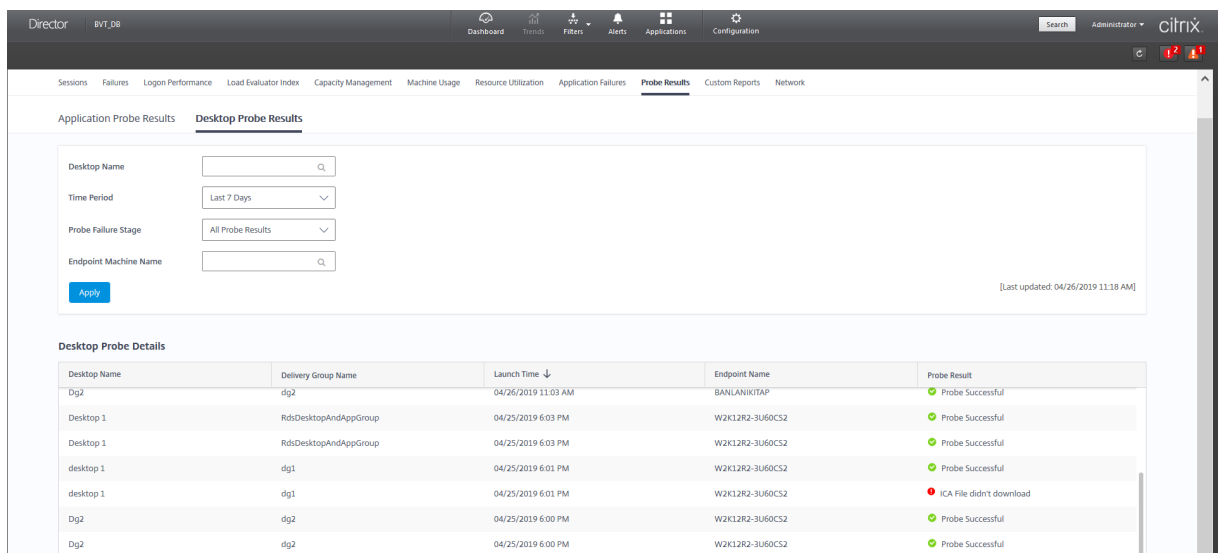 Director BVT_DB Dashboard Trends Filters Alerts Applications Configuration Search Administrator citrix
2 1
Sessions Failures Logon Performance Load Evaluator Index Capacity Management Machine Usage Resource Utilization Application Failures Probe Results Custom Reports Network
Application Probe Results Desktop Probe Results
Desktop Name
Time Period Last 7 Days
Probe Failure Stage All Probe Results
Endpoint Machine Name
Apply [Last updated: 04/26/2019 11:18 AM]
Desktop Probe Details
Desktop Name Delivery Group Name Launch Time Endpoint Name Probe Result
Dg2 dg2 04/26/2019 11:03 AM BANLANIKITAP Probe Successful
Desktop 1 RdsDesktopAndAppGroup 04/25/2019 6:03 PM W2K12R2-3U60CS2 Probe Successful
Desktop 1 RdsDesktopAndAppGroup 04/25/2019 6:03 PM W2K12R2-3U60CS2 Probe Successful
desktop 1 dg1 04/25/2019 6:01 PM W2K12R2-3U60CS2 Probe Successful
desktop 1 dg1 04/25/2019 6:01 PM W2K12R2-3U60CS2 ICA File didn't download
Dg2 dg2 04/25/2019 6:00 PM W2K12R2-3U60CS2 Probe Successful
Dg2 dg2 04/25/2019 6:00 PM W2K12R2-3U60CS2 Probe Successful